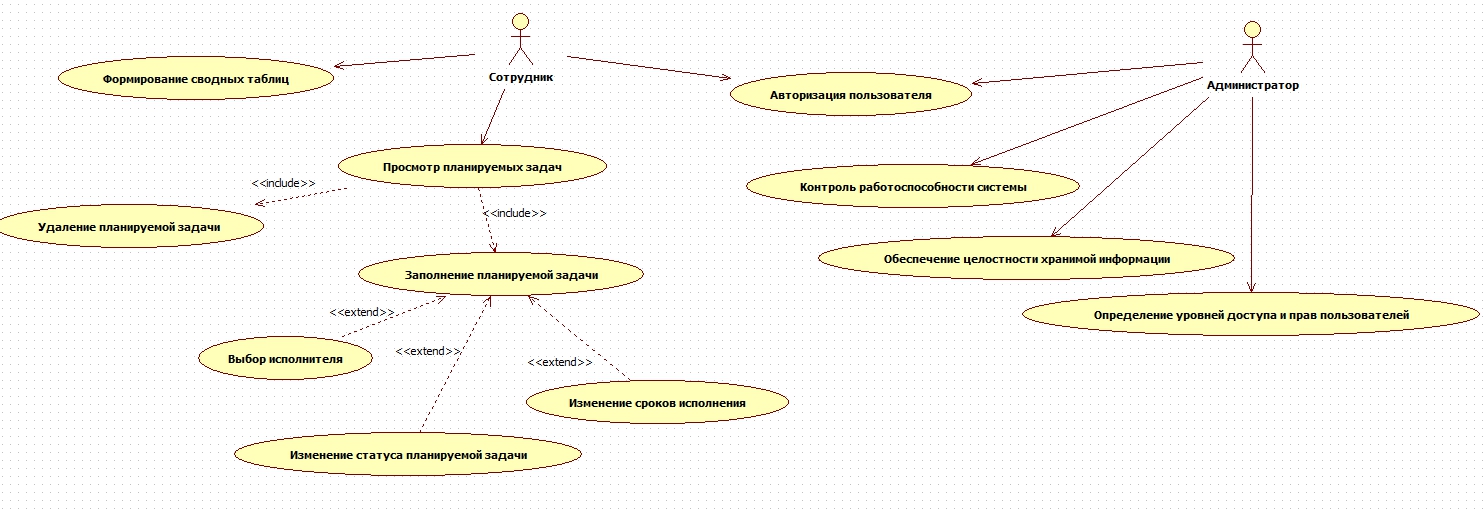 Сотрудник
Администратор
Формирование сводных таблиц
Авторизация пользователя
Просмотр планируемых задач
<<include>>
Контроль работоспособности системы
<<include>>
Удаление планируемой задачи
Обеспечение целостности хранимой информации
Заполнение планируемой задачи
<<extend>>
Определение уровней доступа и прав пользователей
<<extend>>
Выбор исполнителя
<<extend>>
Изменение сроков исполнения
Изменение статуса планируемой задачи